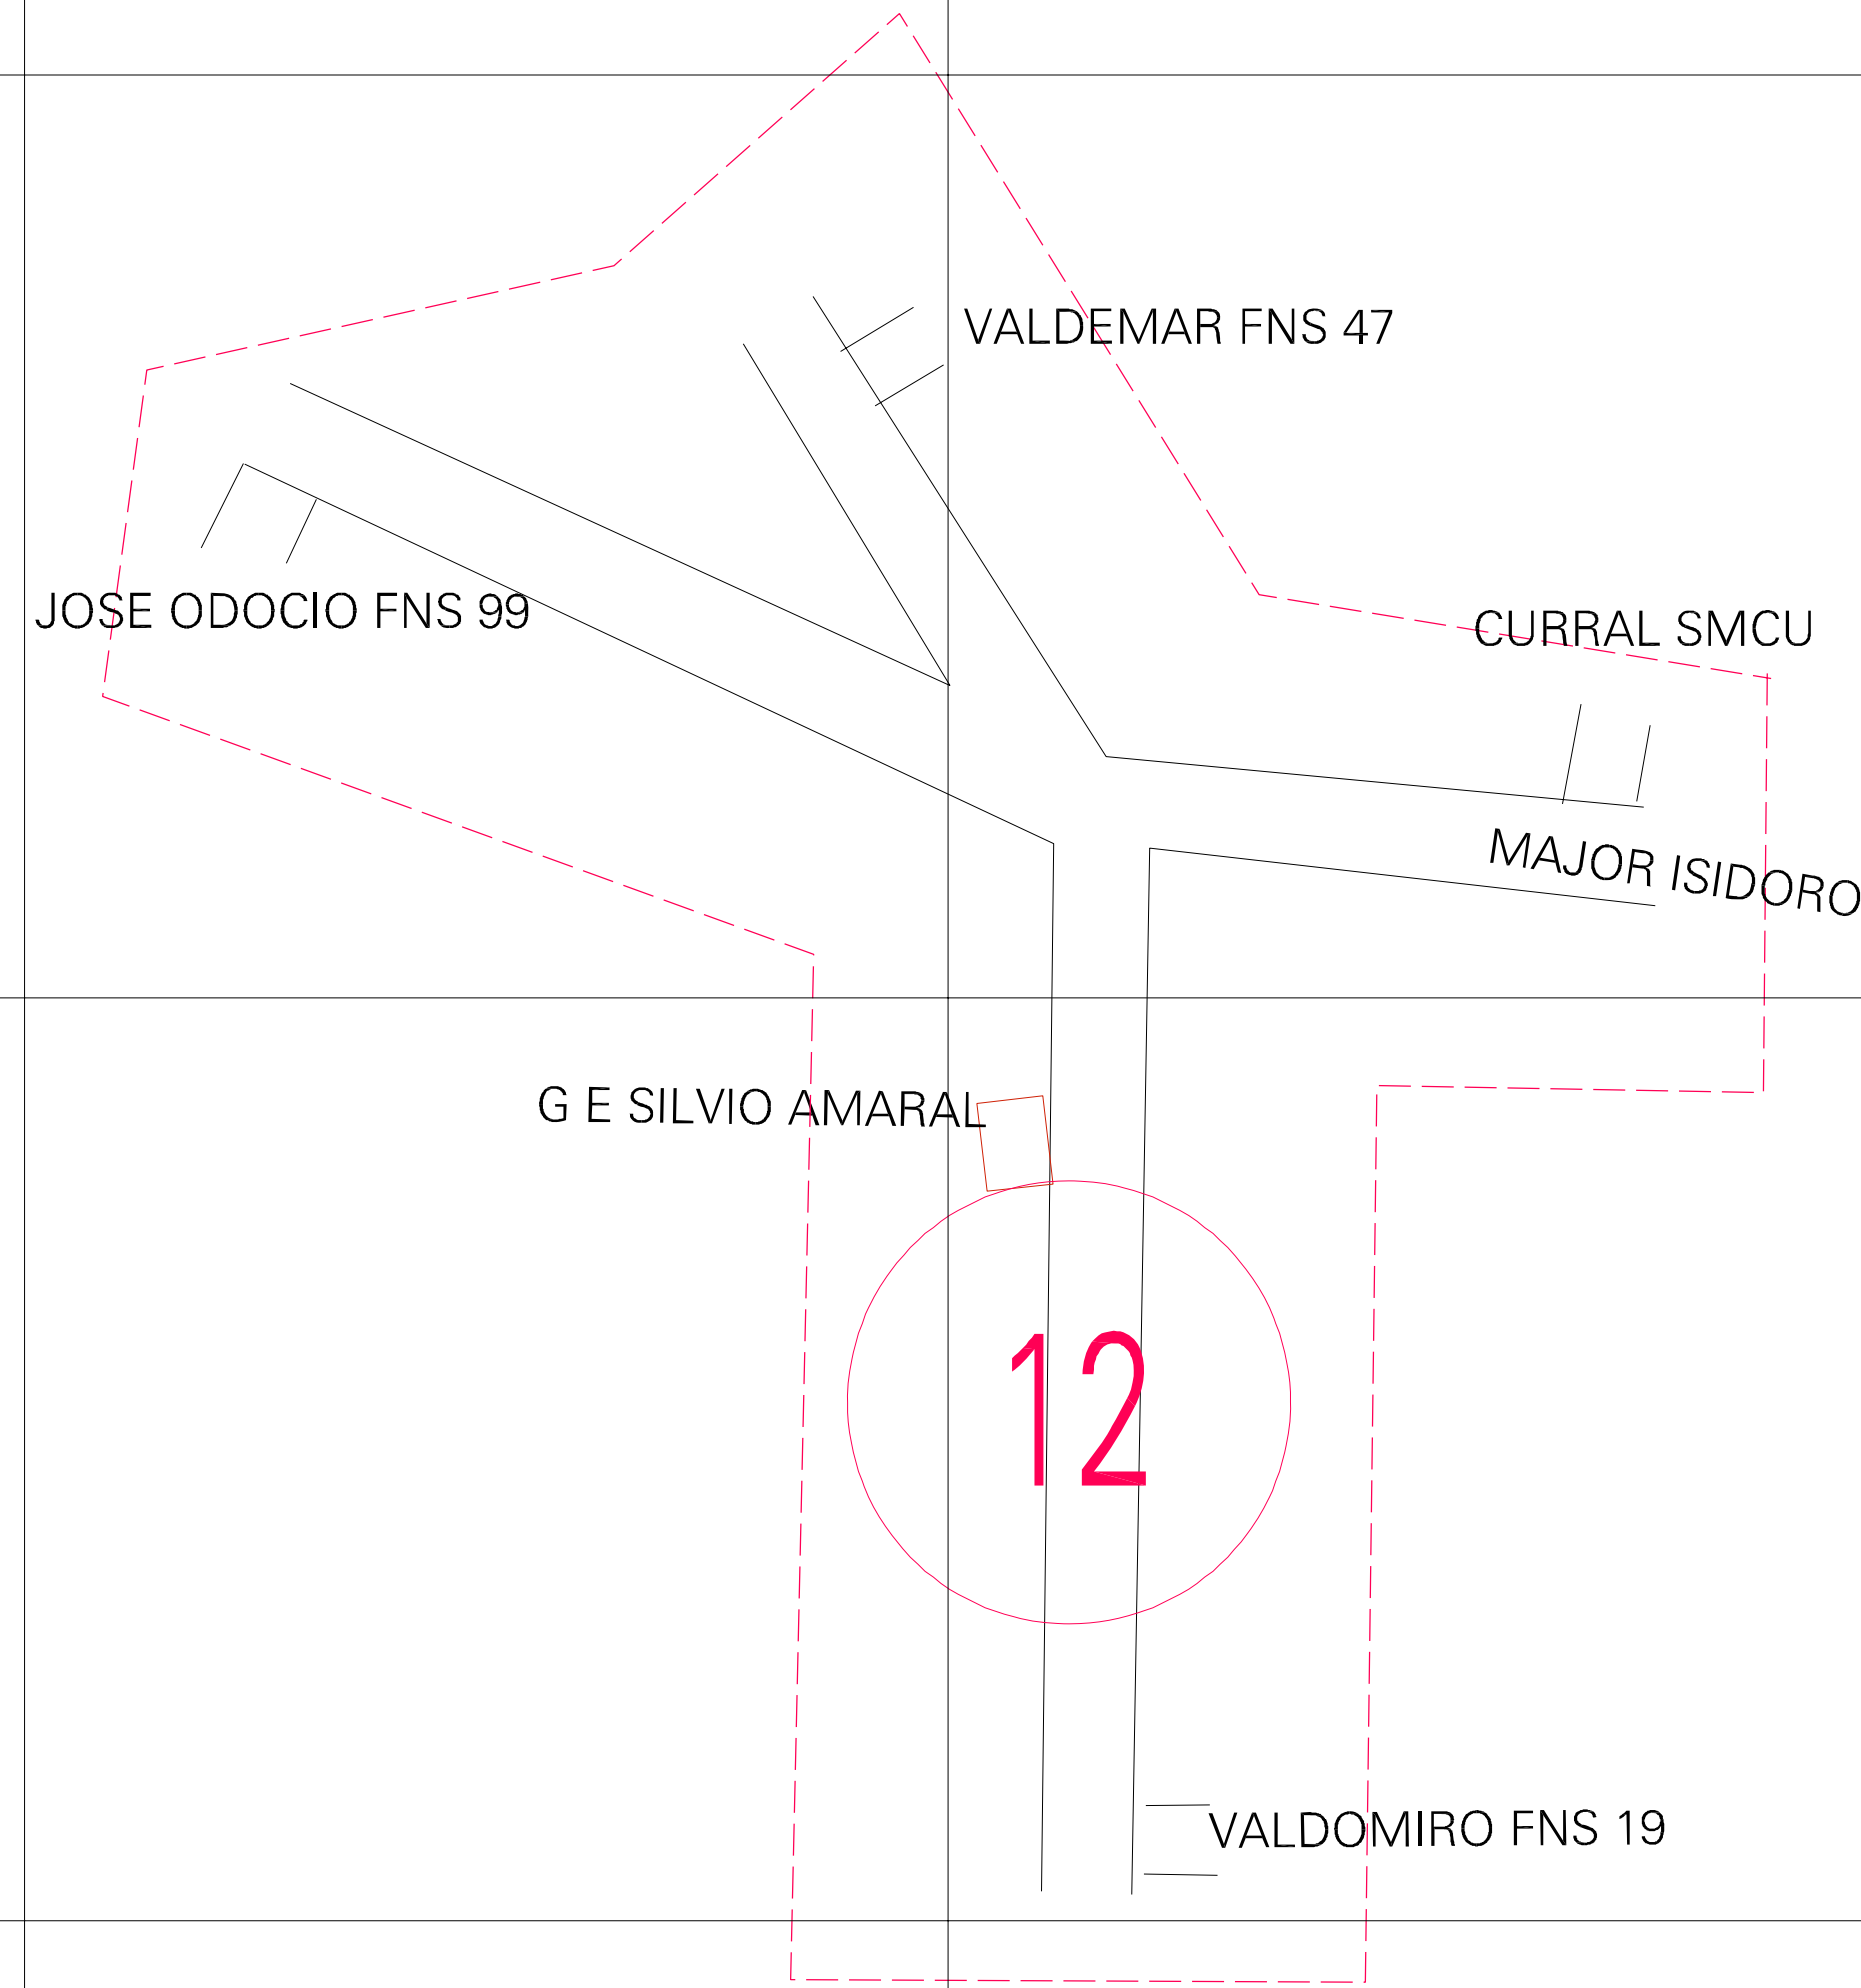 VALDEMAR FNS 47
JOSE ODOCIO FNS 99
CURRAL SMCU
MAJOR ISIDORO
G E SILVIO AMARAL
12
VALDOMIRO FNS 19